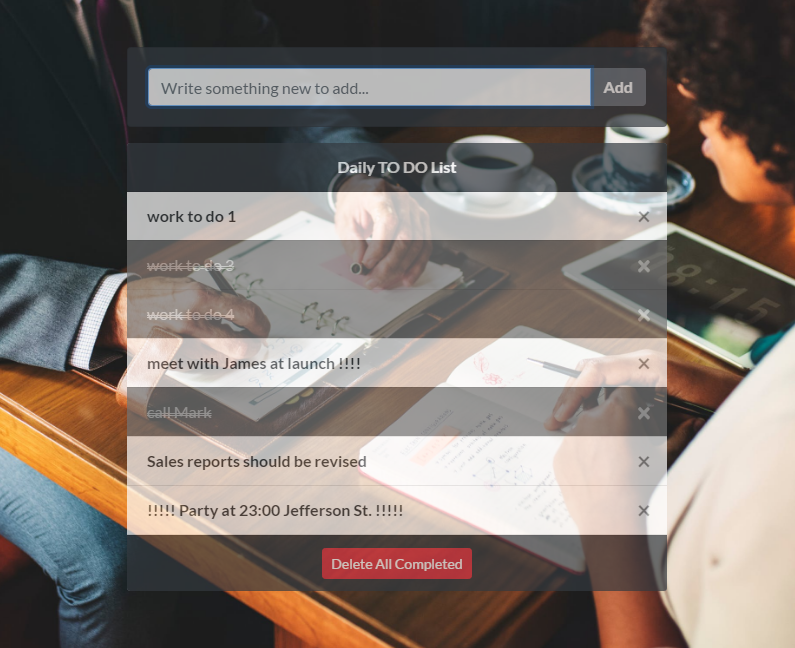 Write something new to add...
Add
Daily TO DO List
work to do 1
work to do 3
work to do 4
meet with James at launch !!!!
call Mark
Sales reports should be revised
!!!!! Party at 23:00 Jefferson St. !!!!!
Delete All Completed
08:15